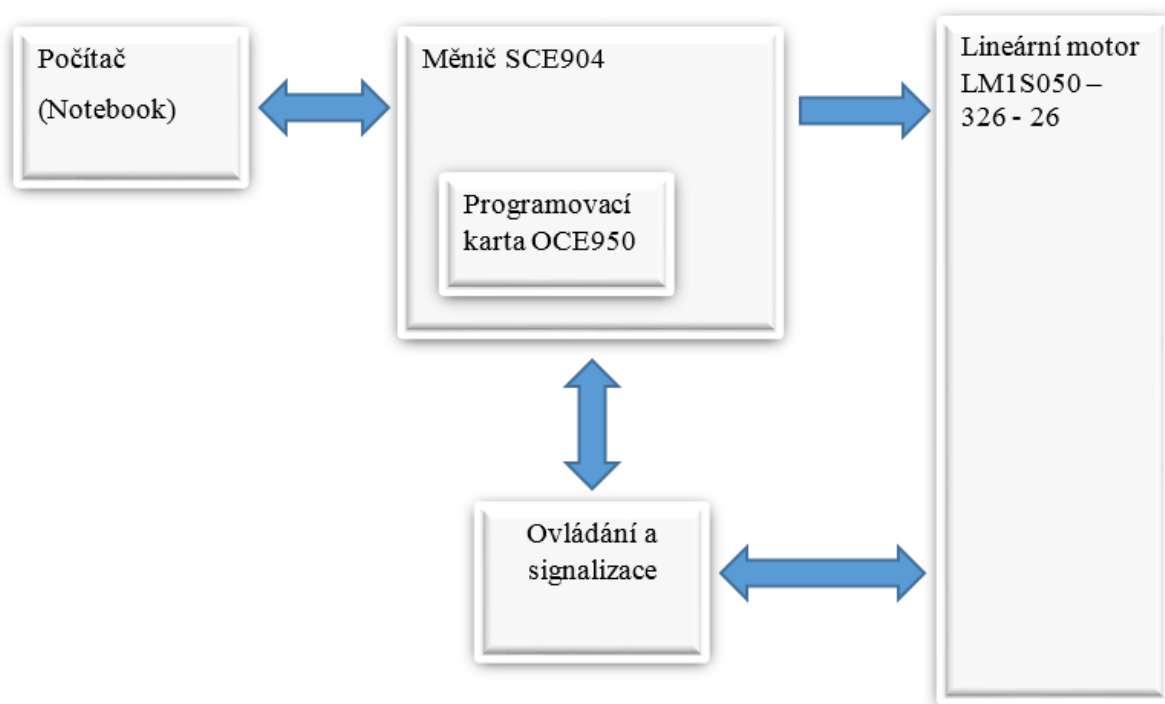 Počítač
(Notebook)
Měnič SCE904
Programovací
karta OCE950
Lineární motor
LM1S050 –
326 - 26
Ovládání a
signalizace